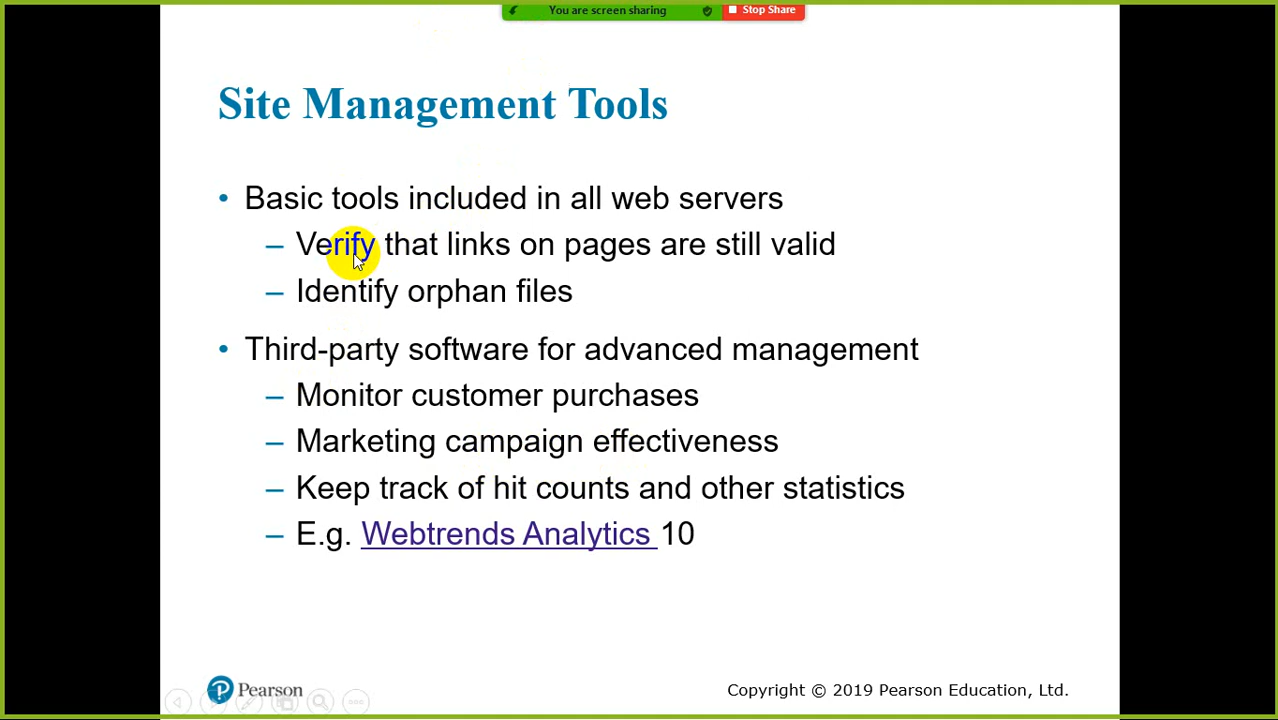 You are screen sharing Stop Share
Site Management Tools
• Basic tools included in all web servers
– Verify that links on pages are still valid
– Identify orphan files
• Third-party software for advanced management
– Monitor customer purchases
– Marketing campaign effectiveness
– Keep track of hit counts and other statistics
– E.g. Webtrends Analytics 10
P Pearson
Copyright © 2019 Pearson Education, Ltd.